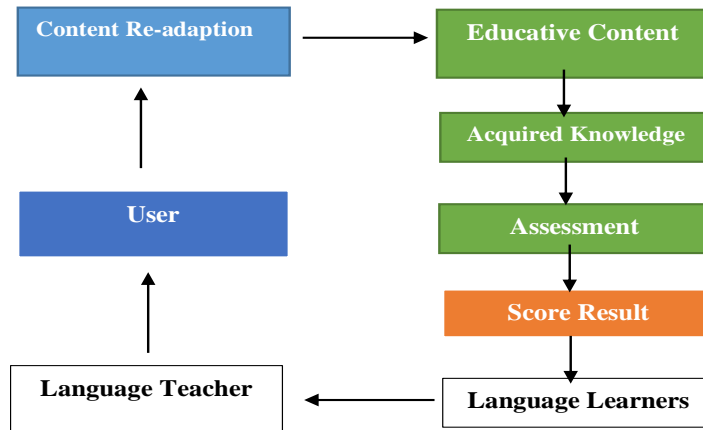 Content Re-adaption
Educative Content
Acquired Knowledge
User
Assessment
Score Result
Language Teacher
Language Learners